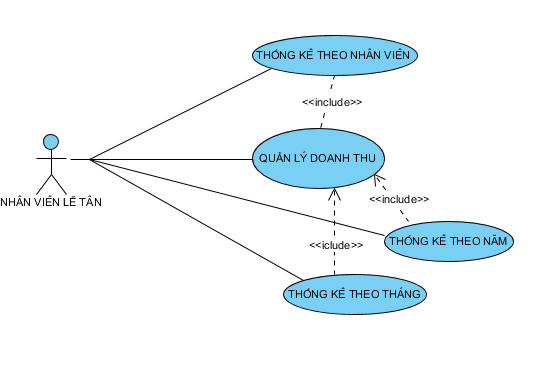 THỐNG KÊ THEO NHÂN VIÊN
<<include>>
QUẢN LÝ DOANH THU
<<include>>
NHÂN VIÊN LỄ TÂN
THỐNG KÊ THEO NĂM
<<iclude>>
THỐNG KÊ THEO THÁNG